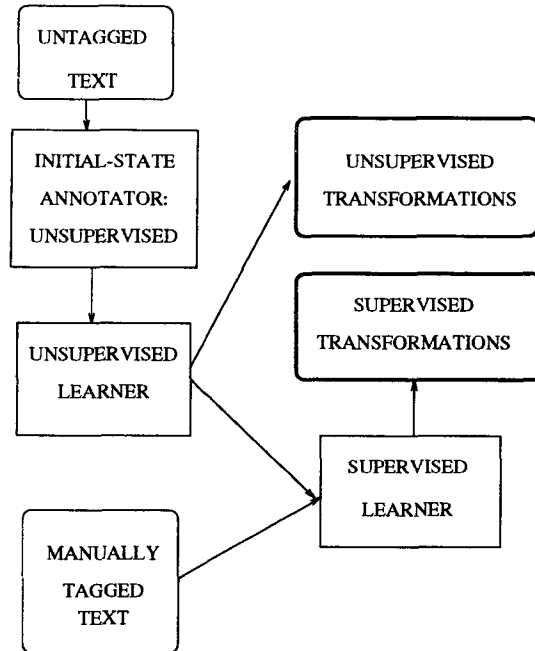 UNTAGGED
TEXT
INITIAL-STATE
ANNOTATOR:
UNSUPERVISED
UNSUPERVISED
TRANSFORMATIONS
SUPERVISED
TRANSFORMATIONS
UNSUPERVISED
LEARNER
SUPERVISED
LEARNER
MANUALLY
TAGGED
TEXT